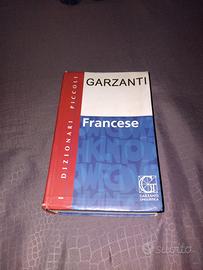 DIZIONARI PICCOLI
GARZANTI
Francese
G
GARZANTI
LINGUISTICA
subito